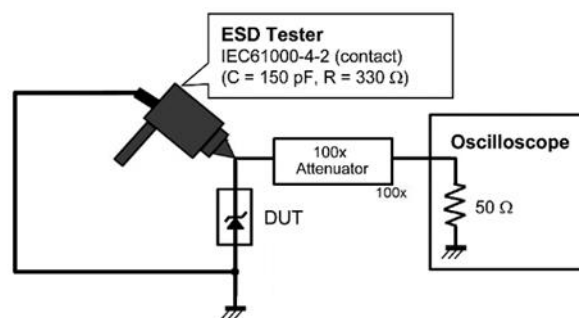 ESD Tester
IEC61000-4-2 (contact)
(C = 150 pF, R = 330 Ω)
Oscilloscope
100x
Attenuator
100x
50 Ω
DUT